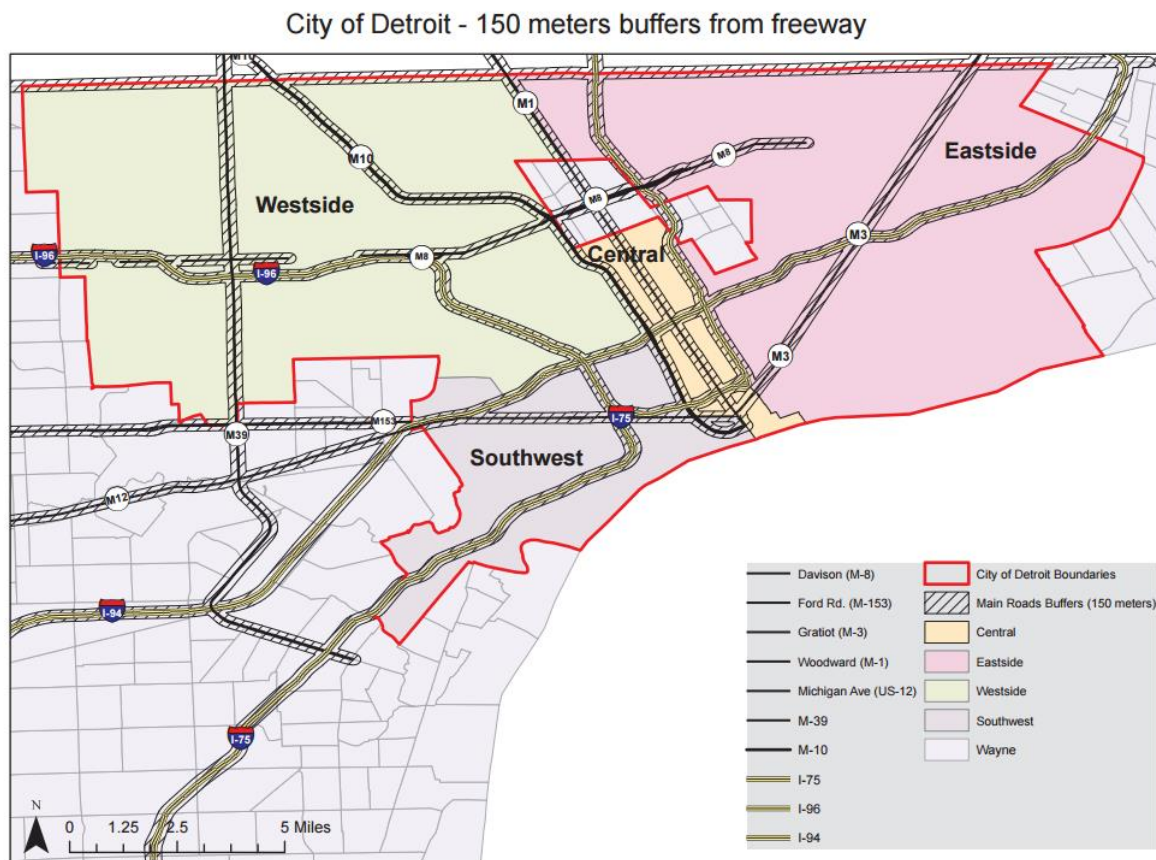 City of Detroit - 150 meters buffers from freeway
M10
M1
M10
M8
Eastside
Westside
M8
M3
Central
I-96
M8
I-96
M3
I-75
M153
M39
Southwest
M12
I-94
I-75
N
0 1.25 2.5 5 Miles
Davison (M-8)
Ford Rd. (M-153)
Gratiot (M-3)
Woodward (M-1)
Michigan Ave (US-12)
M-39
M-10
I-75
I-96
I-94
City of Detroit Boundaries
Main Roads Buffers (150 meters)
Central
Eastside
Westside
Southwest
Wayne